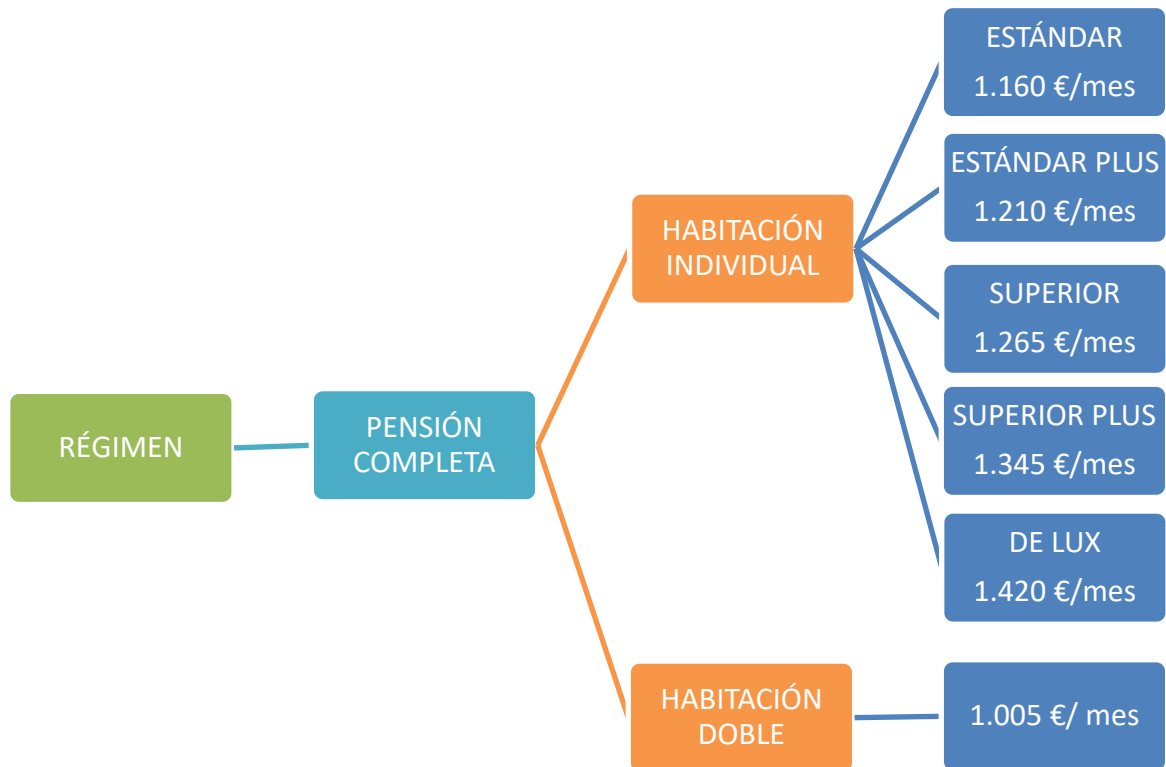 RÉGIMEN
PENSIÓN
COMPLETA
HABITACIÓN
INDIVIDUAL
ESTÁNDAR
1.160 €/mes
ESTÁNDAR PLUS
1.210 €/mes
SUPERIOR
1.265 €/mes
SUPERIOR PLUS
1.345 €/mes
DE LUX
1.420 €/mes
HABITACIÓN
DOBLE
1.005 €/ mes